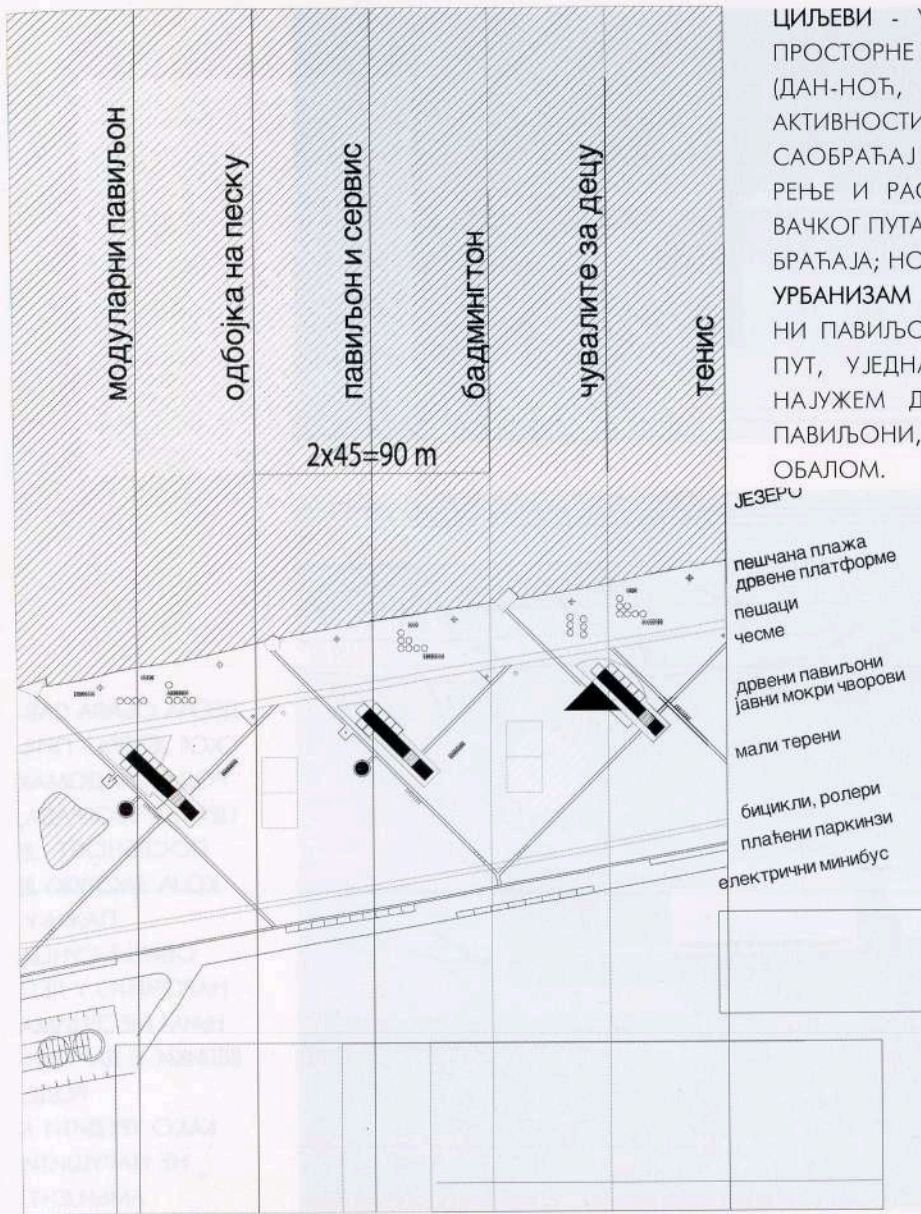 ЦИЉЕВИ -
ПРОСТОРНЕ
(ДАН-НОЋ,
АКТИВНОСТИ
САОБРАЋАЈ
РЕЊЕ И РАС
ВАЧКОГ ПУТА
БРАЋАЈА; НО
УРБАНИЗАМ
НИ ПАВИЉО
ПУТ, УЈЕДНА
НАЈУЖЕМ Д
ПАВИЉОНИ,
ОБАЛОМ.
модуларни павиљон
одбојка на песку
павиљон и сервис
бадмингтон
чувалите за децу
тенис
2x45=90 m
ЈЕЗЕРО
пешчана плажа
дрвене платформе
пешаци
чесме
дрвени павиљони
јавни мокри чворови
мали терени
бицикли, ролери
плаћени паркинзи
електрични минибус